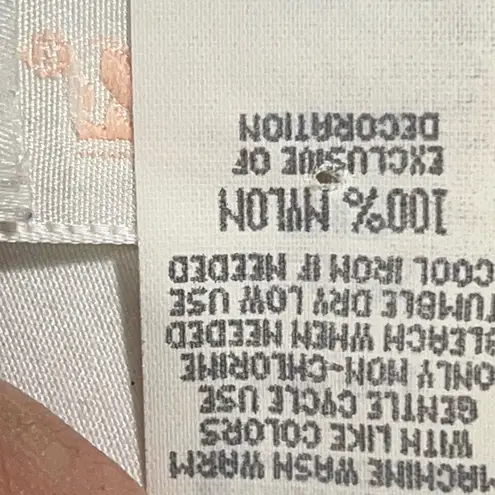 MACHINE WASH WARM
WITH LIKE COLORS
GENTLE CYCLE USE
ONLY NON-CHLORINE
BLEACH WHEN NEEDED
TUMBLE DRY LOW USE
COOL IRON IF NEEDED
100% NYLON
EXCLUSIVE OF
DECORATION